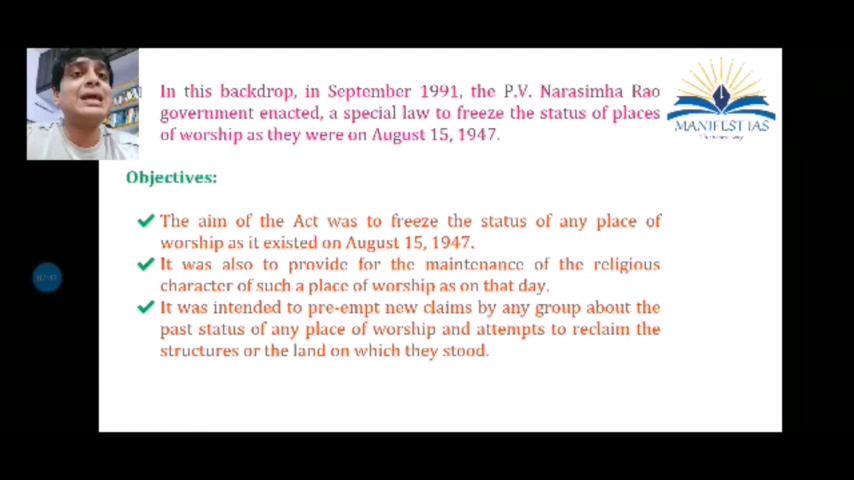 In this backdrop, in September 1991, the P.V. Narasimha Rao
government enacted, a special law to freeze the status of places
of worship as they were on August 15, 1947.
MANIFEST IAS
Objectives:
The aim of the Act was to freeze the status of any place of
worship as it existed on August 15, 1947.
It was also to provide for the maintenance of the religious
character of such a place of worship as on that day.
It was intended to pre-empt new claims by any group about the
past status of any place of worship and attempts to reclaim the
structures or the land on which they stood.